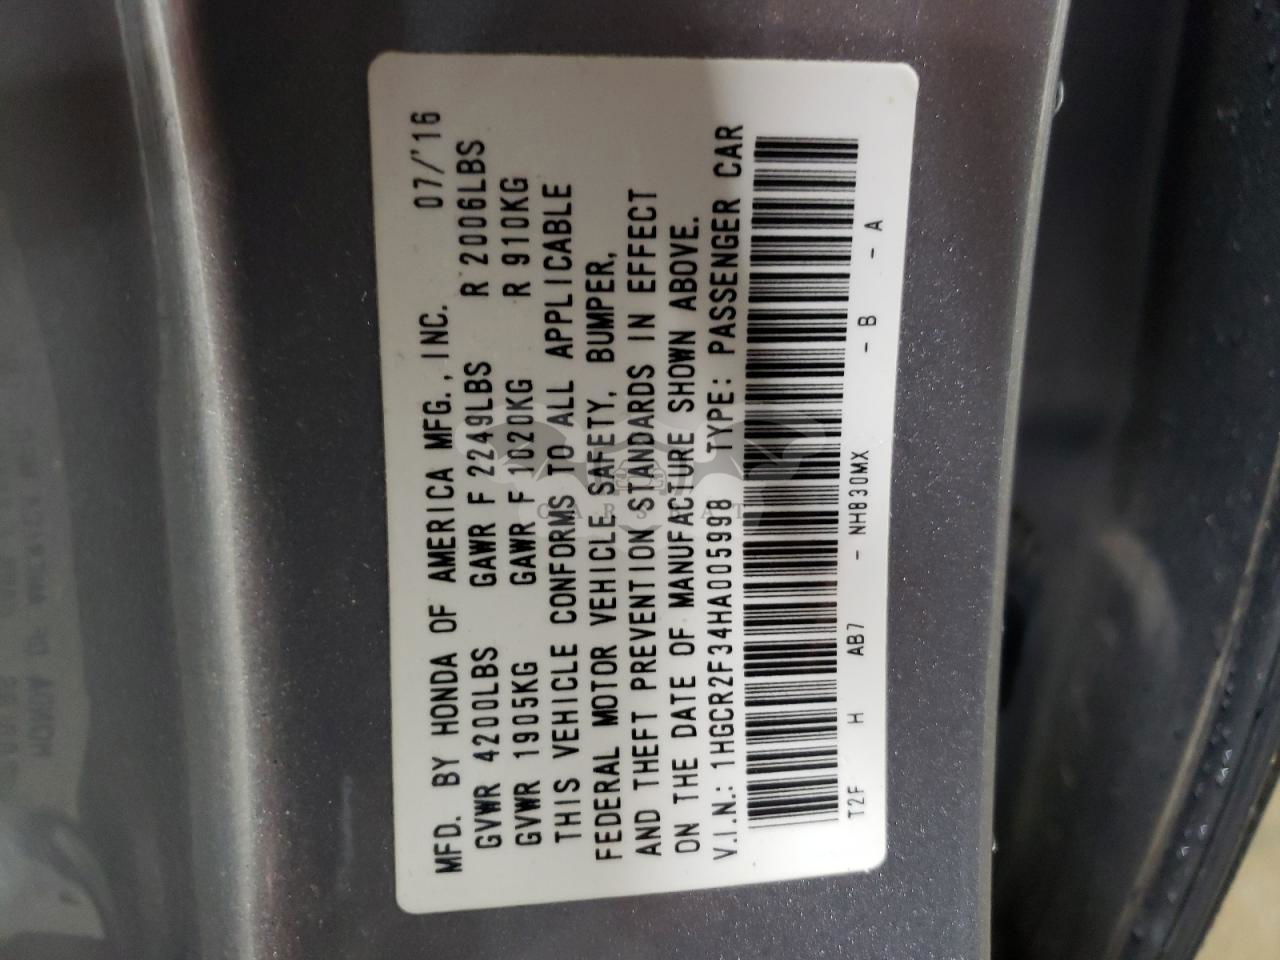 MFD. BY HONDA OF AMERICA MFG., INC. 07/'16
GVWR 4200LBS GAWR F 2249LBS R 2006LBS
GVWR 1905KG GAWR F 1020KG R 910KG
THIS VEHICLE CONFORMS TO ALL APPLICABLE
FEDERAL MOTOR VEHICLE SAFETY, BUMPER,
AND THEFT PREVENTION STANDARDS IN EFFECT
ON THE DATE OF MANUFACTURE SHOWN ABOVE.
V.I.N.: 1HGCR2F34HA005998 TYPE: PASSENGER CAR
T2F H AB7 - NH830MX - B - A